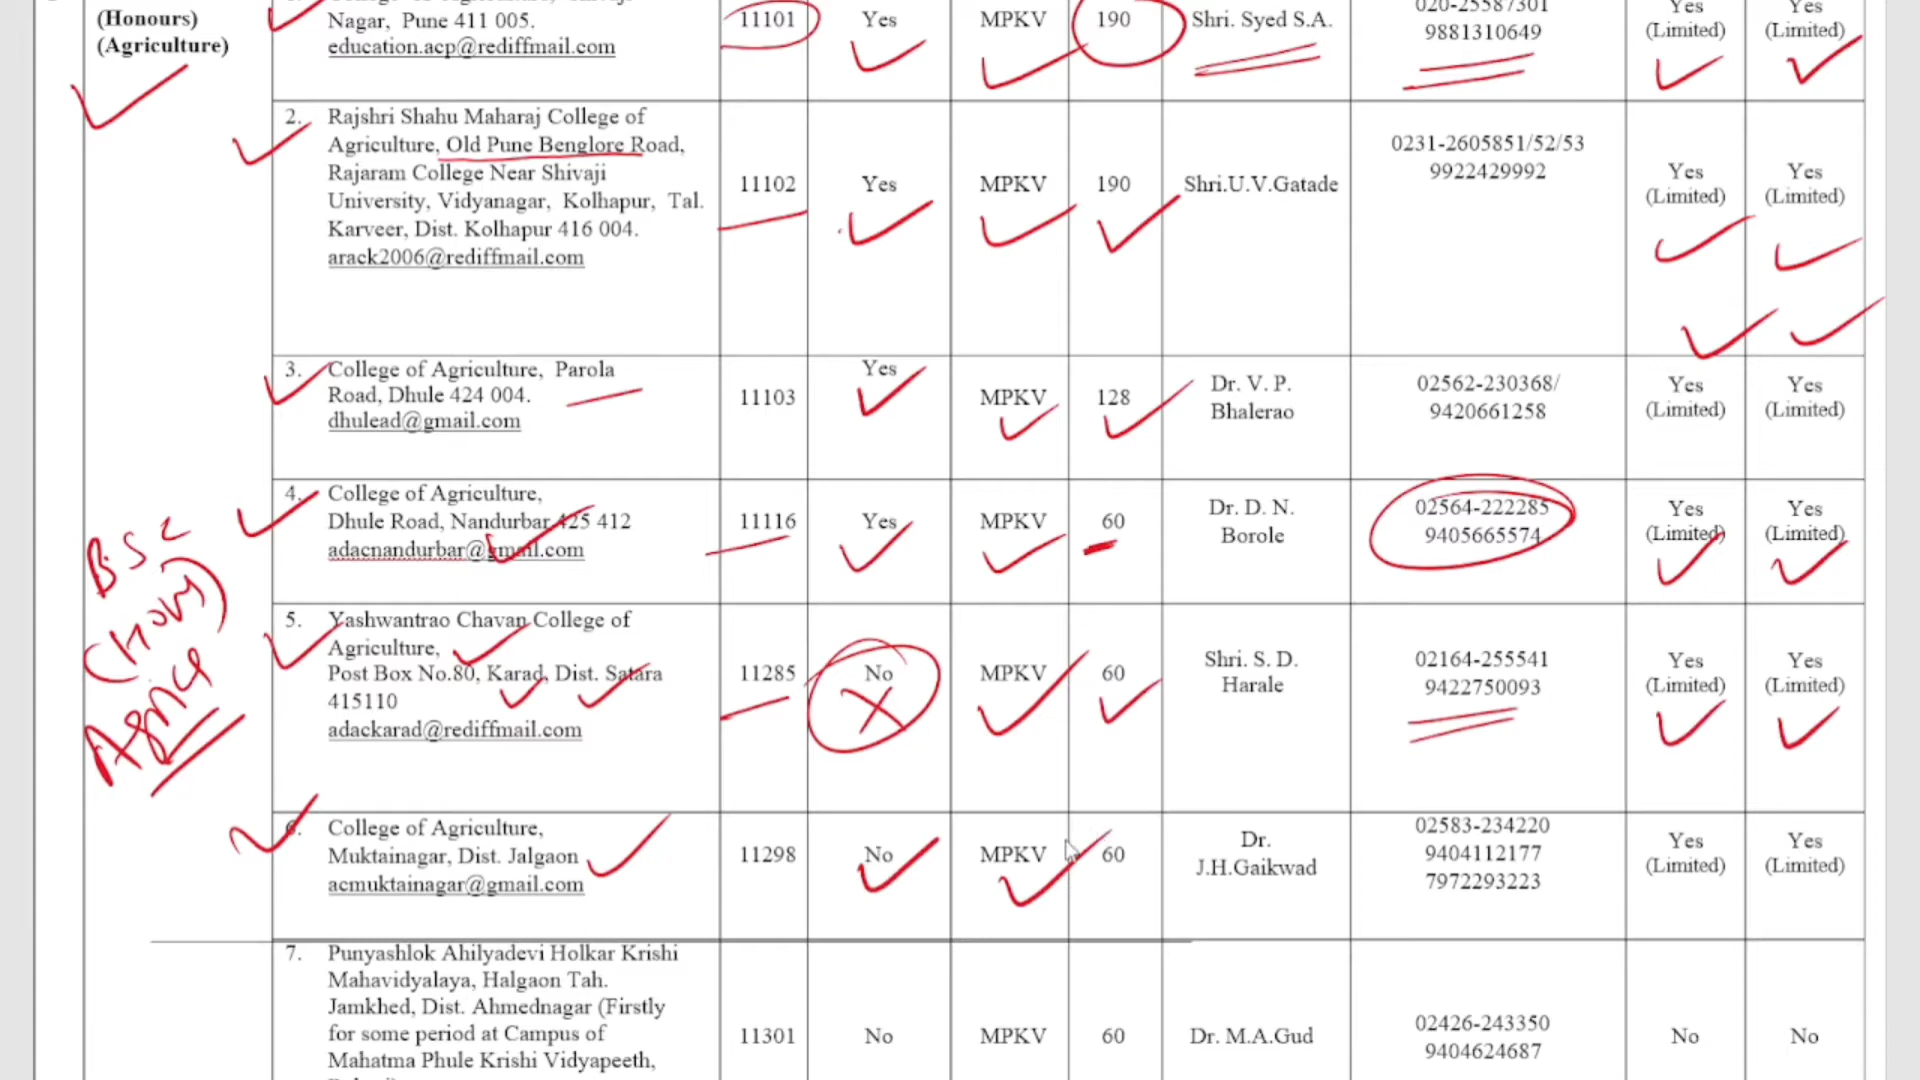 (Honours)
(Agriculture)
Nagar, Pune 411 005.
education.acp@rediffmail.com
11101
Yes
MPKV
190
Shri. Syed S.A.
020-25587301
9881310649
Yes
(Limited)
Yes
(Limited)
2. Rajshri Shahu Maharaj College of
Agriculture, Old Pune Benglore Road,
Rajaram College Near Shivaji
University, Vidyanagar, Kolhapur, Tal.
Karveer, Dist. Kolhapur 416 004.
arack2006@rediffmail.com
11102
Yes
MPKV
190
Shri.U.V.Gatade
0231-2605851/52/53
9922429992
Yes
(Limited)
Yes
(Limited)
3. College of Agriculture, Parola
Road, Dhule 424 004.
dhulead@gmail.com
11103
Yes
MPKV
128
Dr. V. P.
Bhalerao
02562-230368/
9420661258
Yes
(Limited)
Yes
(Limited)
4. College of Agriculture,
Dhule Road, Nandurbar 425 412
adacnandurbar@gmail.com
11116
Yes
MPKV
60
Dr. D. N.
Borole
02564-222285
9405665574
Yes
(Limited)
Yes
(Limited)
B.Sc
(Hons)
Agric
5. Yashwantrao Chavan College of
Agriculture,
Post Box No.80, Karad, Dist. Satara
415110
adackarad@rediffmail.com
11285
No
MPKV
60
Shri. S. D.
Harale
02164-255541
9422750093
Yes
(Limited)
Yes
(Limited)
6. College of Agriculture,
Muktainagar, Dist. Jalgaon
acmuktainagar@gmail.com
11298
No
MPKV
60
Dr.
J.H.Gaikwad
02583-234220
9404112177
7972293223
Yes
(Limited)
Yes
(Limited)
7. Punyashlok Ahilyadevi Holkar Krishi
Mahavidyalaya, Halgaon Tah.
Jamkhed, Dist. Ahmednagar (Firstly
for some period at Campus of
Mahatma Phule Krishi Vidyapeeth,
11301
No
MPKV
60
Dr. M.A.Gud
02426-243350
9404624687
No
No